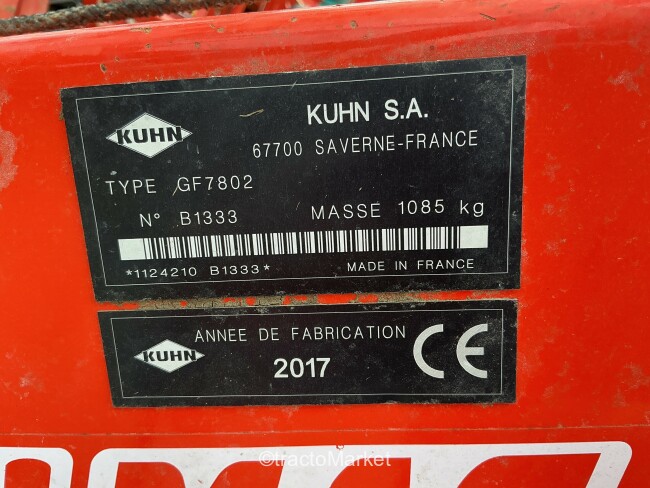 KUHN
KUHN S.A.
67700 SAVERNE-FRANCE
TYPE GF7802
N° B1333 MASSE 1085 kg
*1124210 B1333* MADE IN FRANCE
KUHN
ANNEE DE FABRICATION
2017
CE
©tractoMarket